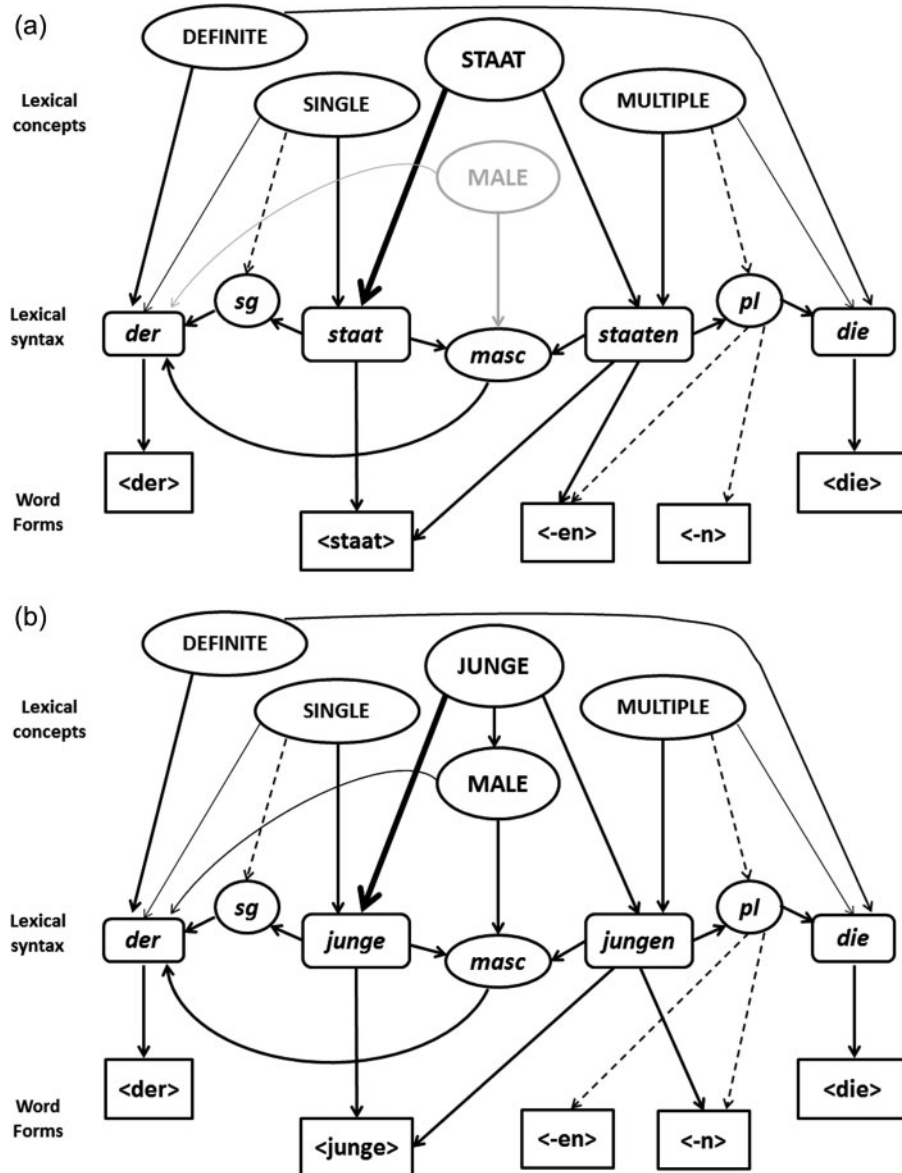 (a)
DEFINITE
STAAT
Lexical
concepts
SINGLE
MULTIPLE
MALE
Lexical
syntax
der
sg
staat
masc
staaten
pl
die
Word
Forms
<der>
<staat>
<-en>
<-n>
<die>
(b)
DEFINITE
JUNGE
Lexical
concepts
SINGLE
MULTIPLE
MALE
Lexical
syntax
der
sg
junge
masc
jungen
pl
die
Word
Forms
<der>
<junge>
<-en>
<-n>
<die>